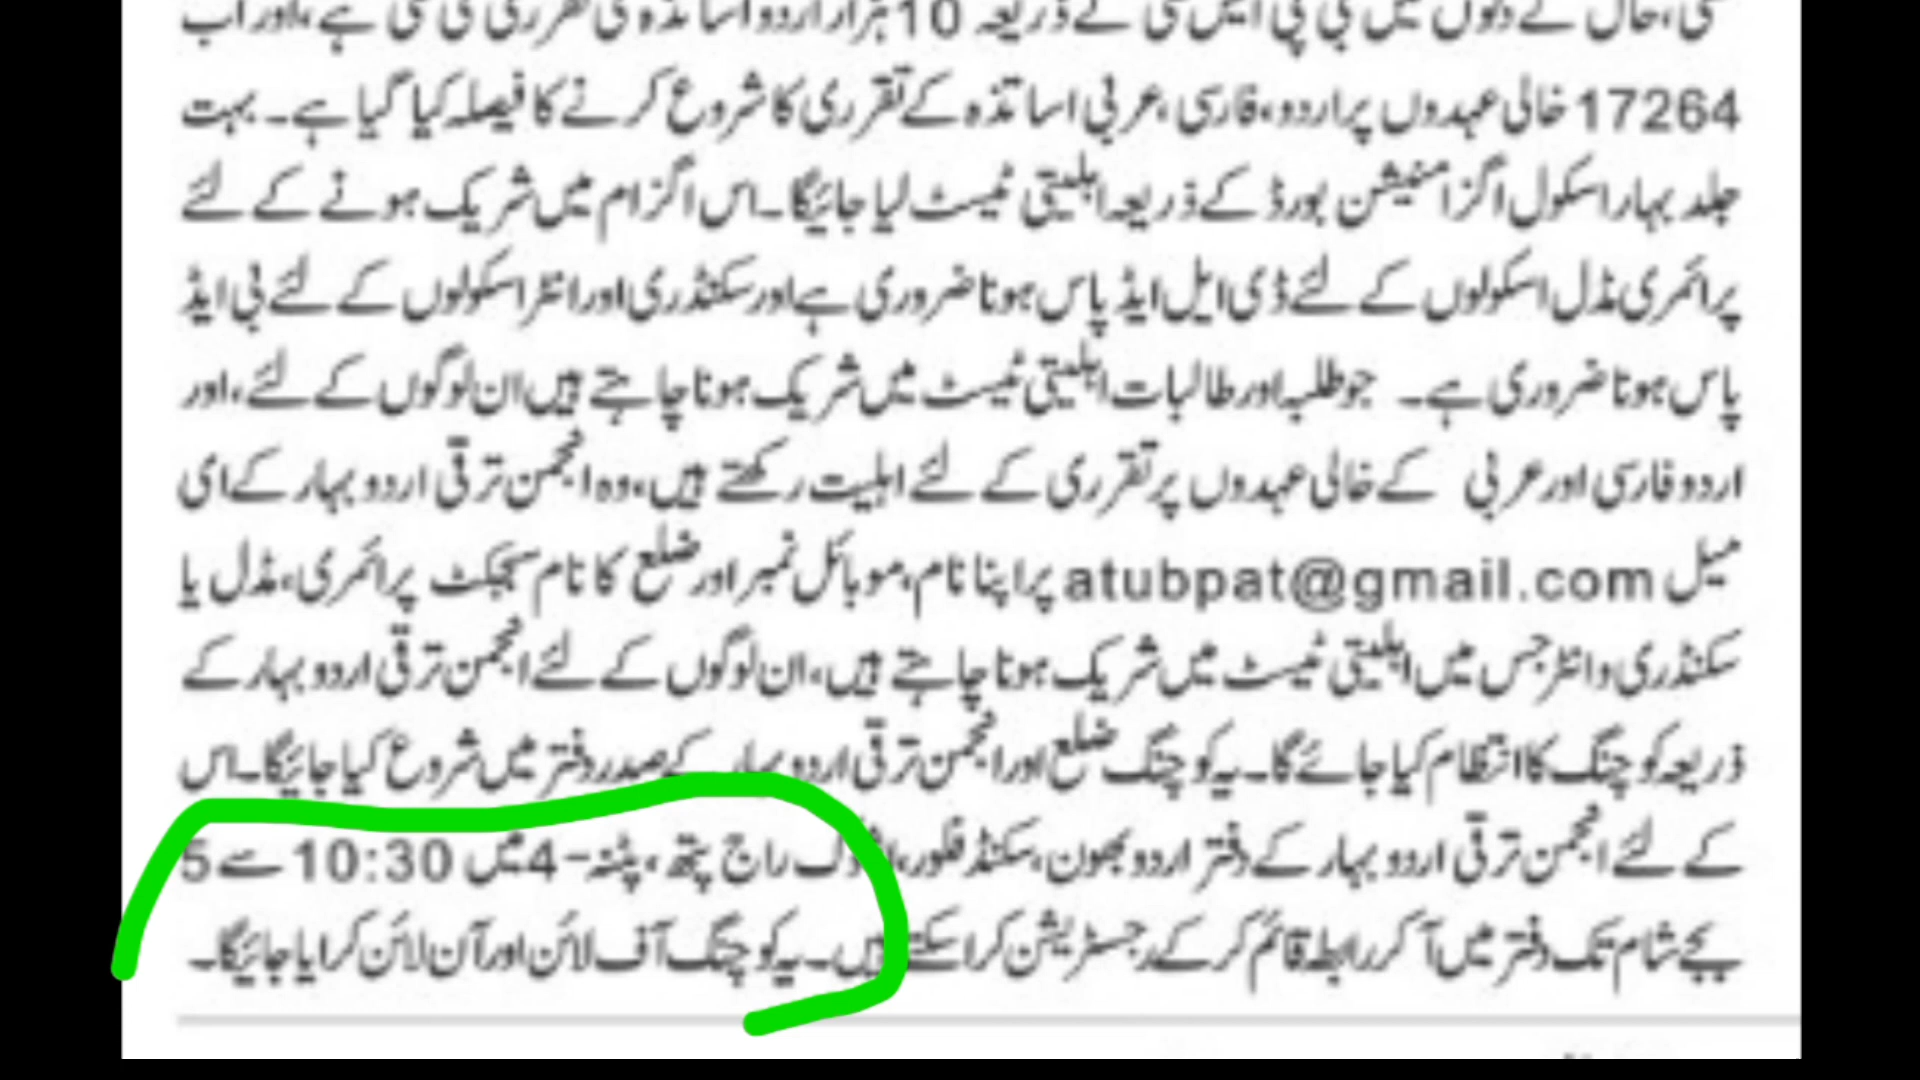 گئی، حال کے دنوں میں بی پی ایس سی کے ذریعہ 10 ہزار اردو اساتذہ کی تقرری کی گئی ہے، اور اب
17264 خالی عہدوں پر اردو، فارسی، عربی اساتذہ کے تقرری کا شروع کرنے کا فیصلہ کیا گیا ہے۔ بہت
جلد بہار اسکول اگزامنیشن بورڈ کے ذریعہ اہلیتی ٹیسٹ لیا جائیگا۔ اس اگزام میں شریک ہونے کے لئے
پرائمری مڈل اسکولوں کے لئے ڈی ایل ایڈ پاس ہونا ضروری ہے اور سکنڈری اور انٹر اسکولوں کے لئے بی ایڈ
پاس ہونا ضروری ہے۔ جو طلبہ اور طالبات اہلیتی ٹیسٹ میں شریک ہونا چاہتے ہیں ان لوگوں کے لئے، اور
اردو فارسی اور عربی کے خالی عہدوں پر تقرری کے لئے اہلیت رکھتے ہیں، وہ انجمن ترقی اردو بہار کے ای
میل atubpat@gmail.com پر اپنا نام، موبائل نمبر اور ضلع کا نام سبجکٹ پرائمری، مڈل یا
سکنڈری و انٹر جس میں اہلیتی ٹیسٹ میں شریک ہونا چاہتے ہیں، ان لوگوں کے لئے انجمن ترقی اردو بہار کے
ذریعہ کوچنگ کا انتظام کیا جائے گا۔ یہ کوچنگ ضلع اور انجمن ترقی اردو بہار کے صدر دفتر میں شروع کیا جائیگا۔ اس
کے لئے انجمن ترقی اردو بہار کے دفتر اردو بھون، سکنڈ فلور، اشوک راج پتھ، پٹنہ-4 میں 10:30 سے 5
بجے شام تک دفتر میں آ کر رابطہ قائم کر کے رجسٹریشن کرا سکتے ہیں۔ یہ کوچنگ آف لائن اور آن لائن کرایا جائیگا۔